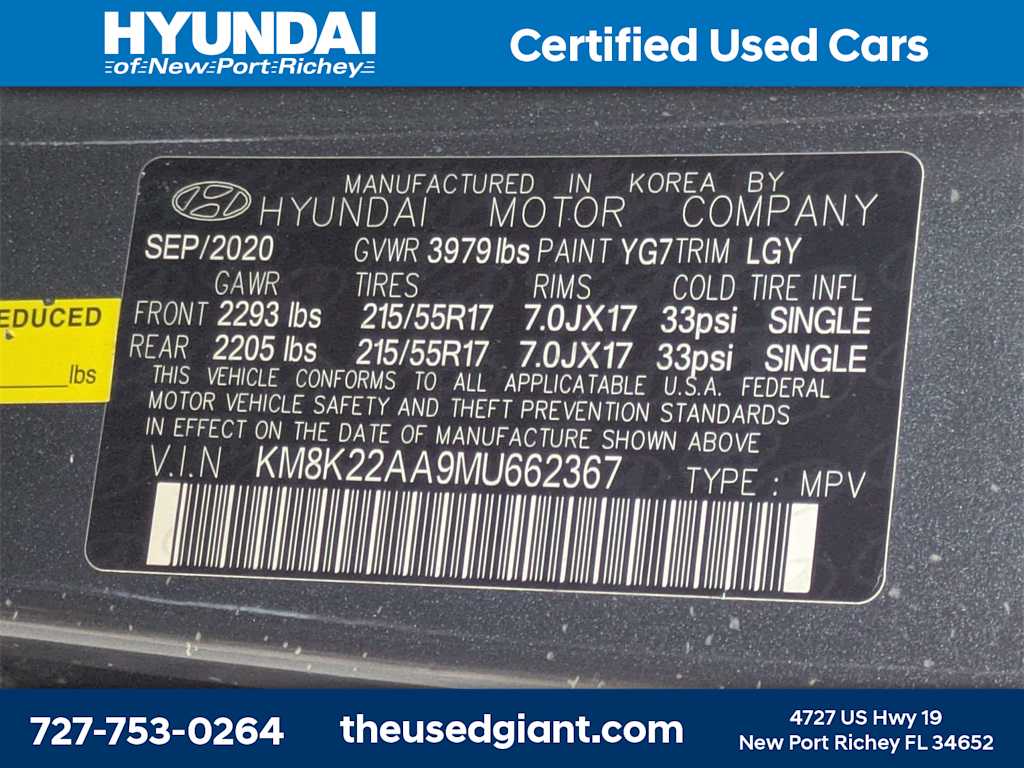 HYUNDAI
of New Port Richey
Certified Used Cars
MANUFACTURED IN KOREA BY
HYUNDAI MOTOR COMPANY
SEP/2020 GVWR 3979lbs PAINT YG7 TRIM LGY
GAWR TIRES RIMS COLD TIRE INFL
FRONT 2293 lbs 215/55R17 7.0JX17 33psi SINGLE
REAR 2205 lbs 215/55R17 7.0JX17 33psi SINGLE
THIS VEHICLE CONFORMS TO ALL APPLICATABLE U.S.A. FEDERAL
MOTOR VEHICLE SAFETY AND THEFT PREVENTION STANDARDS
IN EFFECT ON THE DATE OF MANUFACTURE SHOWN ABOVE
V.I.N KM8K22AA9MU662367 TYPE : MPV
EDUCED
lbs
727-753-0264
theusedgiant.com
4727 US Hwy 19
New Port Richey FL 34652